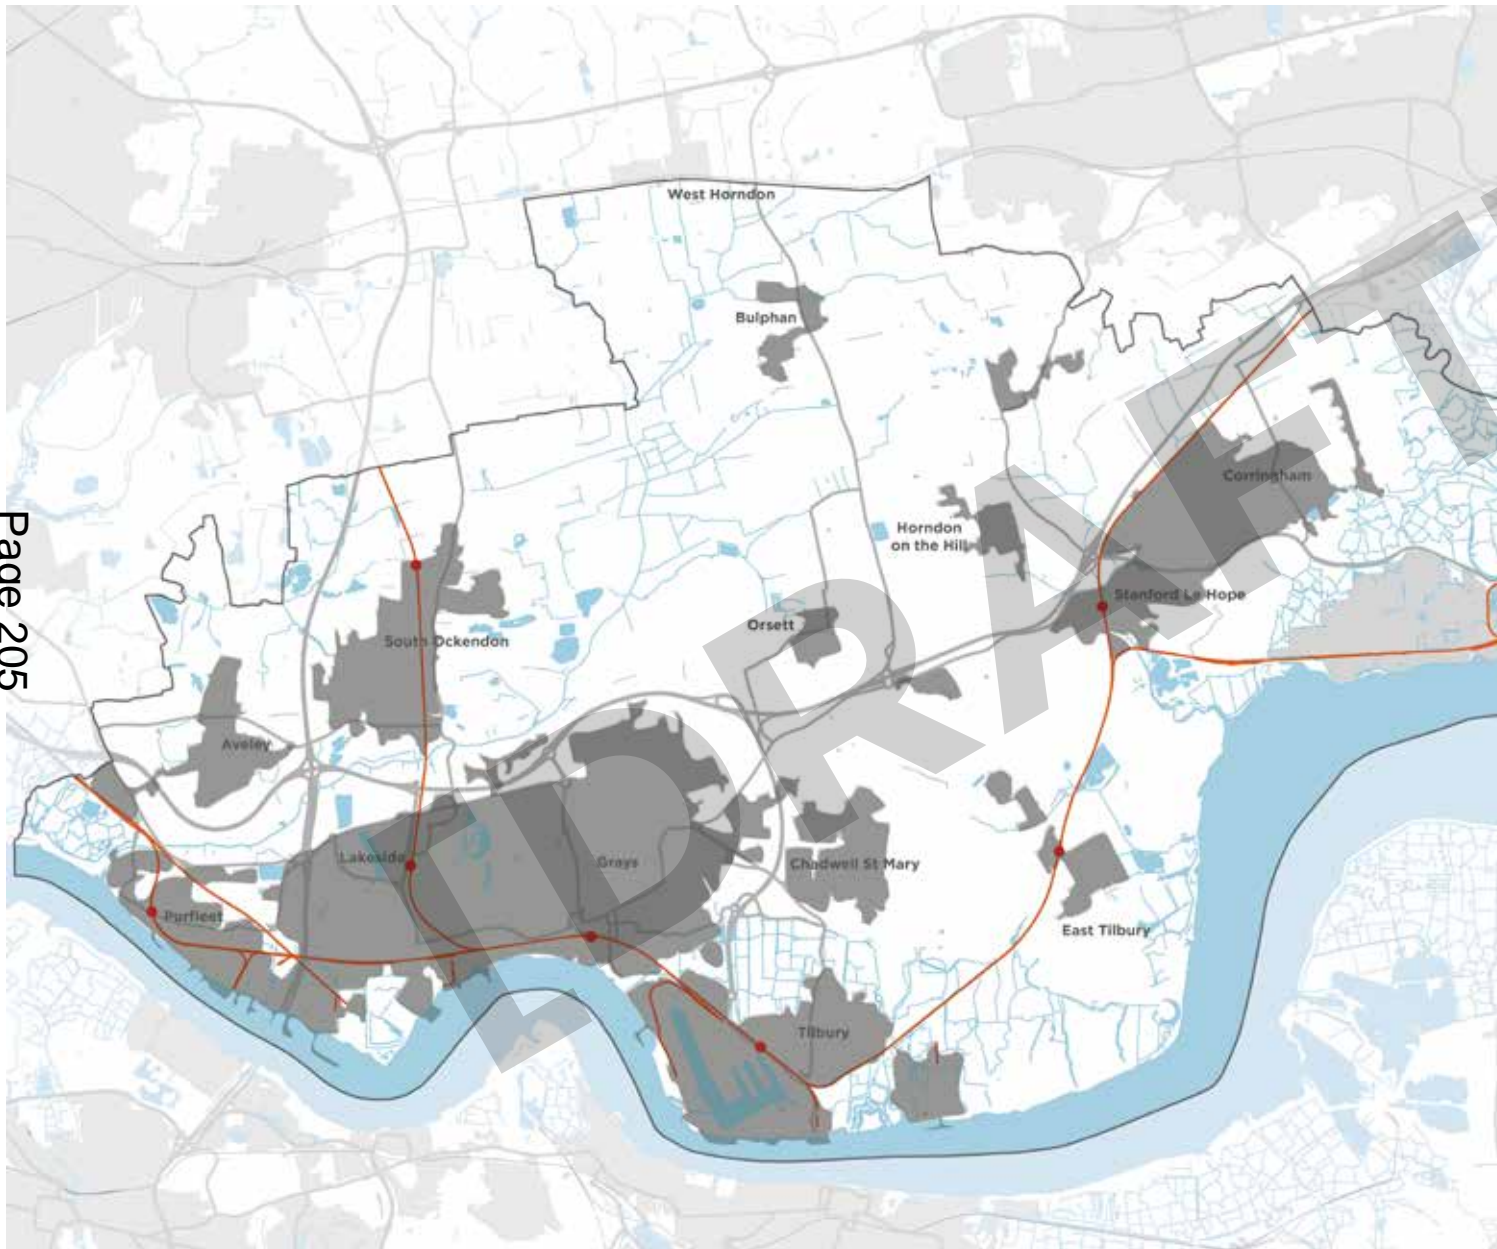 West Horndon
Bulphan
Corringham
Horndon
on the Hill
Stanford Le Hope
Orsett
South Ockendon
Aveley
Lakeside
Grays
Chadwell St Mary
Purfleet
East Tilbury
Tilbury
Page 205
DRAFT